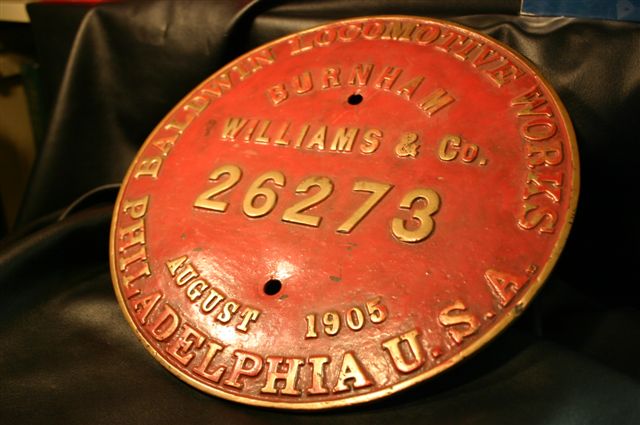 BALDWIN LOCOMOTIVE WORKS
BURNHAM
WILLIAMS & Co.
26273
AUGUST 1905
PHILADELPHIA U.S.A.